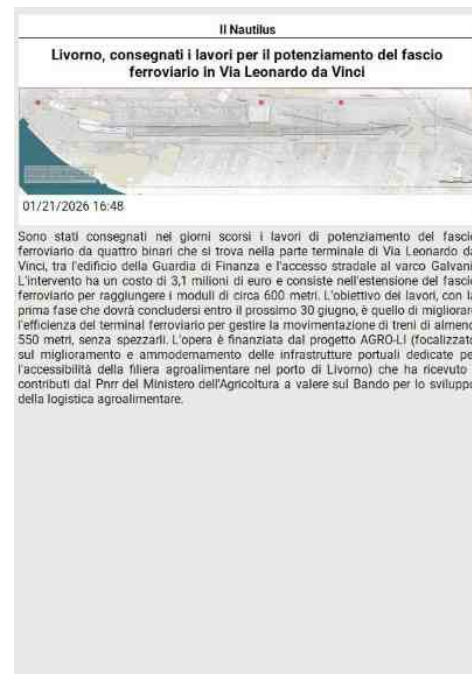 Il Nautilus
Livorno, consegnati i lavori per il potenziamento del fascio
ferroviario in Via Leonardo da Vinci
01/21/2026 16:48
Sono stati consegnati nei giorni scorsi i lavori di potenziamento del fascio
ferroviario da quattro binari che si trova nella parte terminale di Via Leonardo da
Vinci, tra l'edificio della Guardia di Finanza e l'accesso stradale al varco Galvani.
L'intervento ha un costo di 3,1 milioni di euro e consiste nell'estensione del fascio
ferroviario per raggiungere i moduli di circa 600 metri. L'obiettivo dei lavori, con la
prima fase che dovrà concludersi entro il prossimo 30 giugno, è quello di migliorare
l'efficienza del terminal ferroviario per gestire la movimentazione di treni di almeno
550 metri, senza spezzarli. L'opera è finanziata dal progetto AGRO-LI (focalizzato
sul miglioramento e ammodernamento delle infrastrutture portuali dedicate per
l'accessibilità della filiera agroalimentare nel porto di Livorno) che ha ricevuto
contributi dal Pnrr del Ministero dell'Agricoltura a valere sul Bando per lo sviluppo
della logistica agroalimentare.